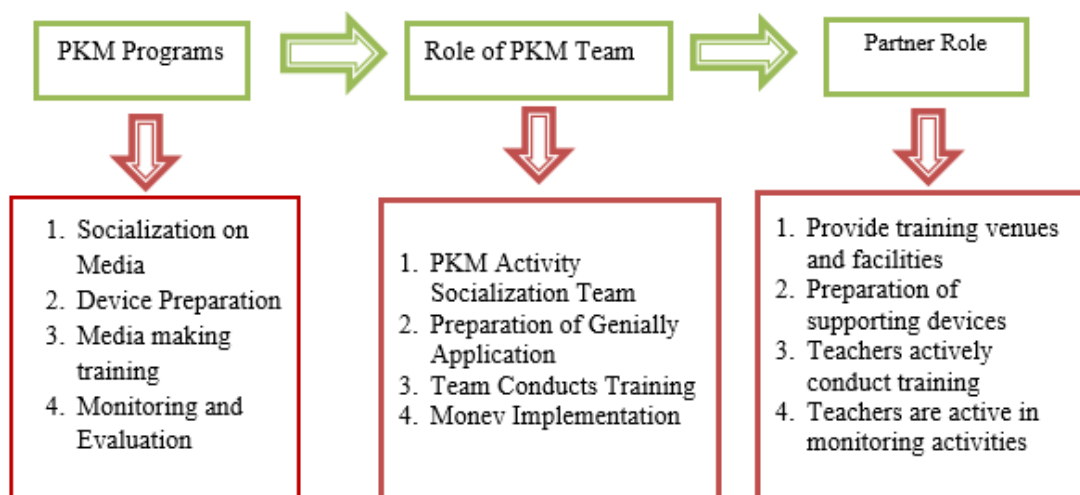 PKM Programs
Role of PKM Team
Partner Role
1. Socialization on
Media
2. Device Preparation
3. Media making
training
4. Monitoring and
Evaluation
1. PKM Activity
Socialization Team
2. Preparation of Genially
Application
3. Team Conducts Training
4. Monev Implementation
1. Provide training venues
and facilities
2. Preparation of
supporting devices
3. Teachers actively
conduct training
4. Teachers are active in
monitoring activities